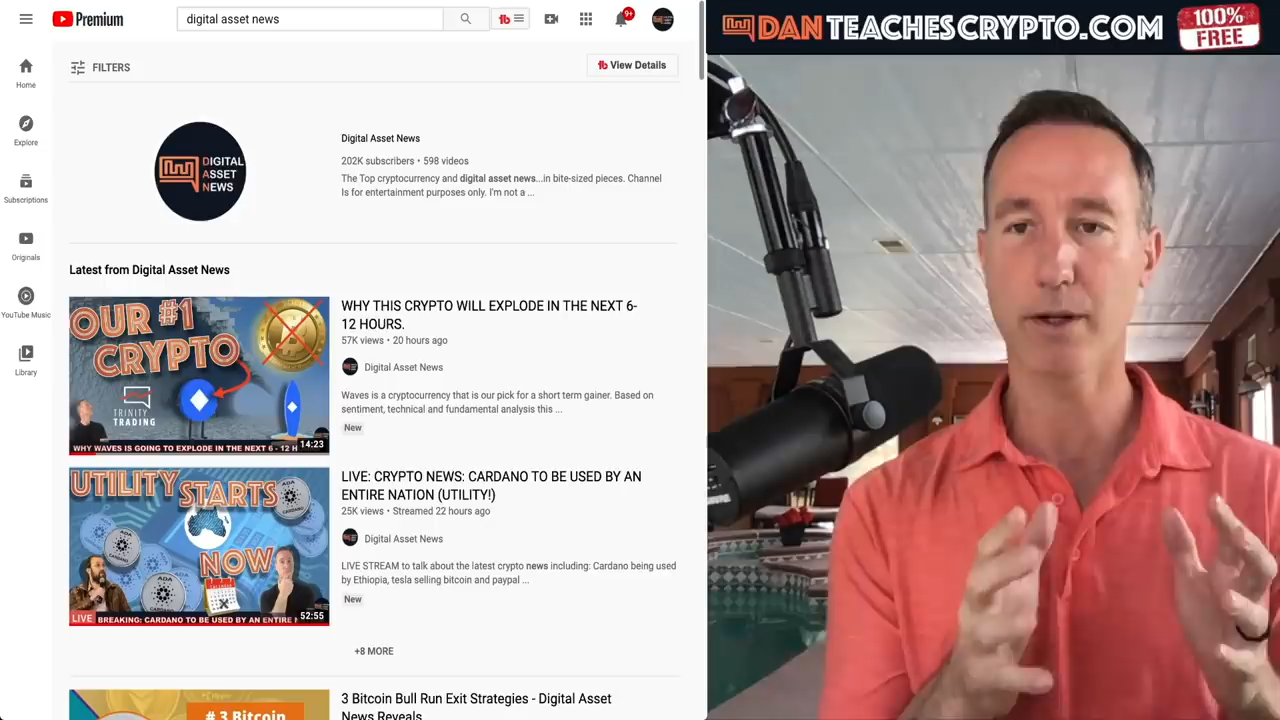 Premium
digital asset news
tb
9+
DANTEACHESCRYPTO.COM
100%
FREE
Home
Explore
Subscriptions
Originals
YouTube Music
Library
FILTERS
tb View Details
DIGITAL
ASSET
NEWS
Digital Asset News
202K subscribers • 598 videos
The Top cryptocurrency and digital asset news...in bite-sized pieces. Channel
Is for entertainment purposes only. I'm not a ...
Latest from Digital Asset News
OUR #1
CRYPTO
TRINITY
TRADING
WHY WAVES IS GOING TO EXPLODE IN THE NEXT 6 - 12 H
14:23
WHY THIS CRYPTO WILL EXPLODE IN THE NEXT 6-
12 HOURS.
57K views • 20 hours ago
Digital Asset News
Waves is a cryptocurrency that is our pick for a short term gainer. Based on
sentiment, technical and fundamental analysis this ...
New
UTILITY STARTS
NOW
ADA
LIVE
BREAKING: CARDANO TO BE USED BY AN ENTIRE
52:55
LIVE: CRYPTO NEWS: CARDANO TO BE USED BY AN
ENTIRE NATION (UTILITY!)
25K views • Streamed 22 hours ago
Digital Asset News
LIVE STREAM to talk about the latest crypto news including: Cardano being used
by Ethiopia, tesla selling bitcoin and paypal ...
New
+8 MORE
# 3 Bitcoin
3 Bitcoin Bull Run Exit Strategies - Digital Asset
News Reveals